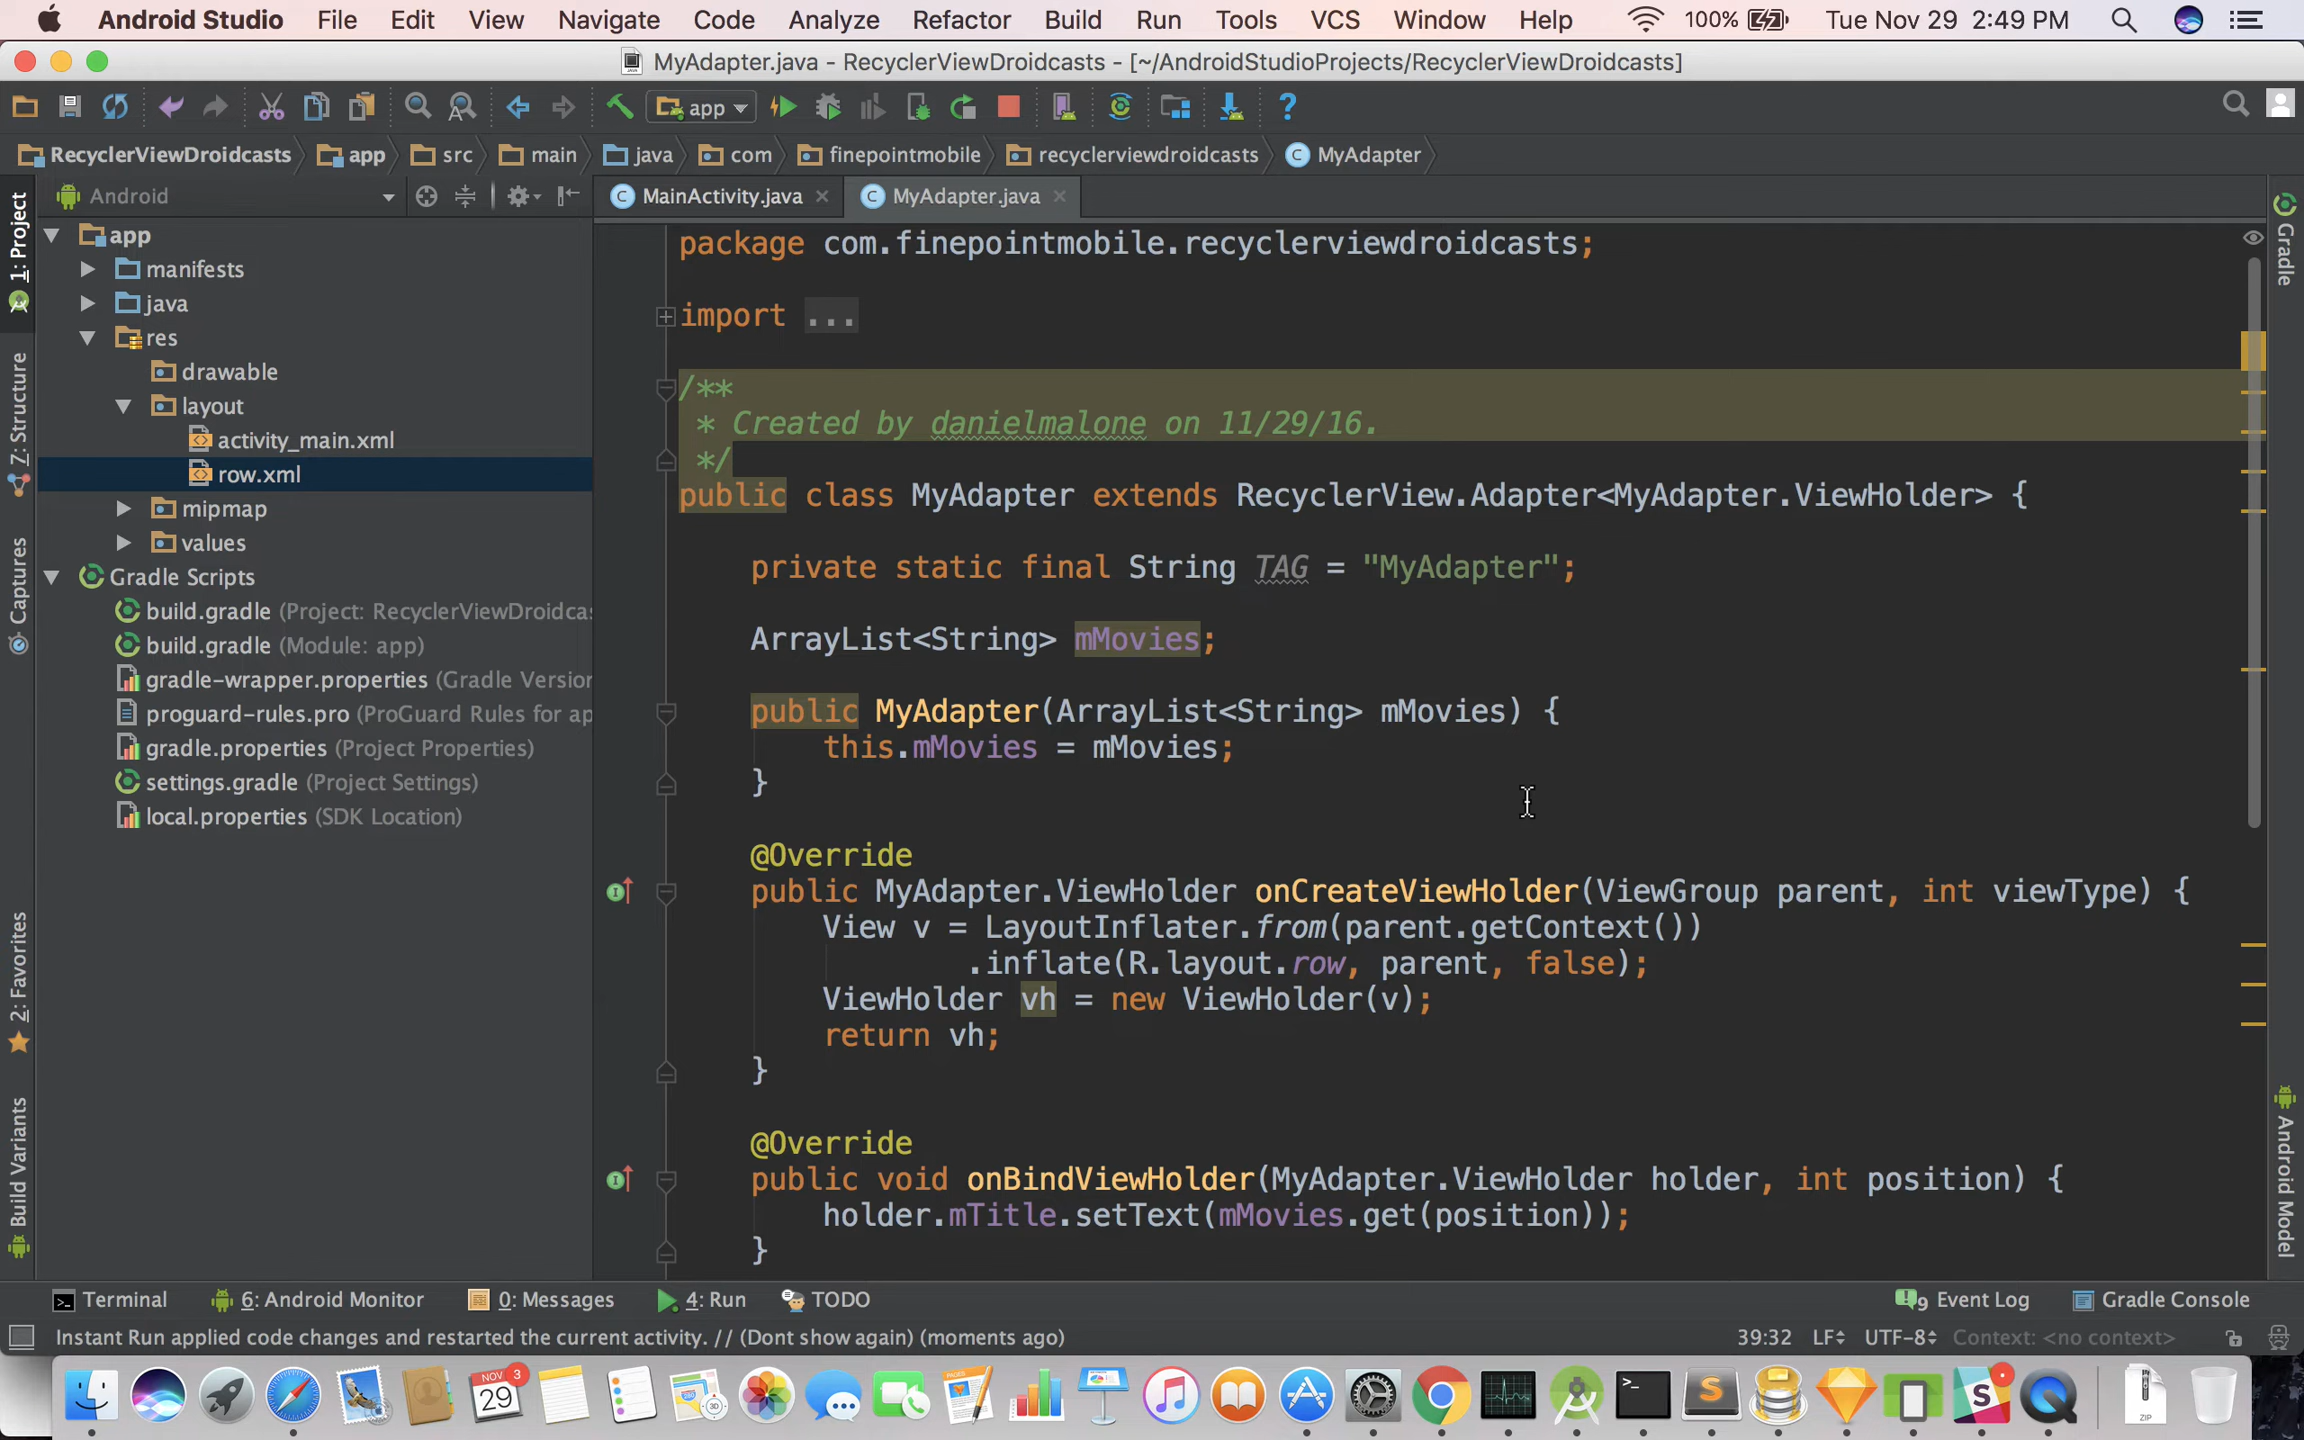 Android Studio File Edit View Navigate Code Analyze Refactor Build Run Tools VCS Window Help 100% Tue Nov 29 2:49 PM
MyAdapter.java - RecyclerViewDroidcasts - [~/AndroidStudioProjects/RecyclerViewDroidcasts]
app
RecyclerViewDroidcasts app src main java com finepointmobile recyclerviewdroidcasts MyAdapter
Android
MainActivity.java MyAdapter.java
1: Project
Z: Structure
Captures
2: Favorites
Build Variants
app
manifests
java
res
drawable
layout
activity_main.xml
row.xml
mipmap
values
Gradle Scripts
build.gradle (Project: RecyclerViewDroidcas
build.gradle (Module: app)
gradle-wrapper.properties (Gradle Version
proguard-rules.pro (ProGuard Rules for ap
gradle.properties (Project Properties)
settings.gradle (Project Settings)
local.properties (SDK Location)
package com.finepointmobile.recyclerviewdroidcasts;
import ...
/**
* Created by danielmalone on 11/29/16.
*/
public class MyAdapter extends RecyclerView.Adapter<MyAdapter.ViewHolder> {
private static final String TAG = "MyAdapter";
ArrayList<String> mMovies;
public MyAdapter(ArrayList<String> mMovies) {
this.mMovies = mMovies;
}
@Override
public MyAdapter.ViewHolder onCreateViewHolder(ViewGroup parent, int viewType) {
View v = LayoutInflater.from(parent.getContext())
.inflate(R.layout.row, parent, false);
ViewHolder vh = new ViewHolder(v);
return vh;
}
@Override
public void onBindViewHolder(MyAdapter.ViewHolder holder, int position) {
holder.mTitle.setText(mMovies.get(position));
}
Gradle
Android Model
Terminal 6: Android Monitor 0: Messages 4: Run TODO 9 Event Log Gradle Console
Instant Run applied code changes and restarted the current activity. // (Dont show again) (moments ago) 39:32 LF UTF-8 Context: <no context>
NOV
29
3
3D
PAGES
S
S
ZIP